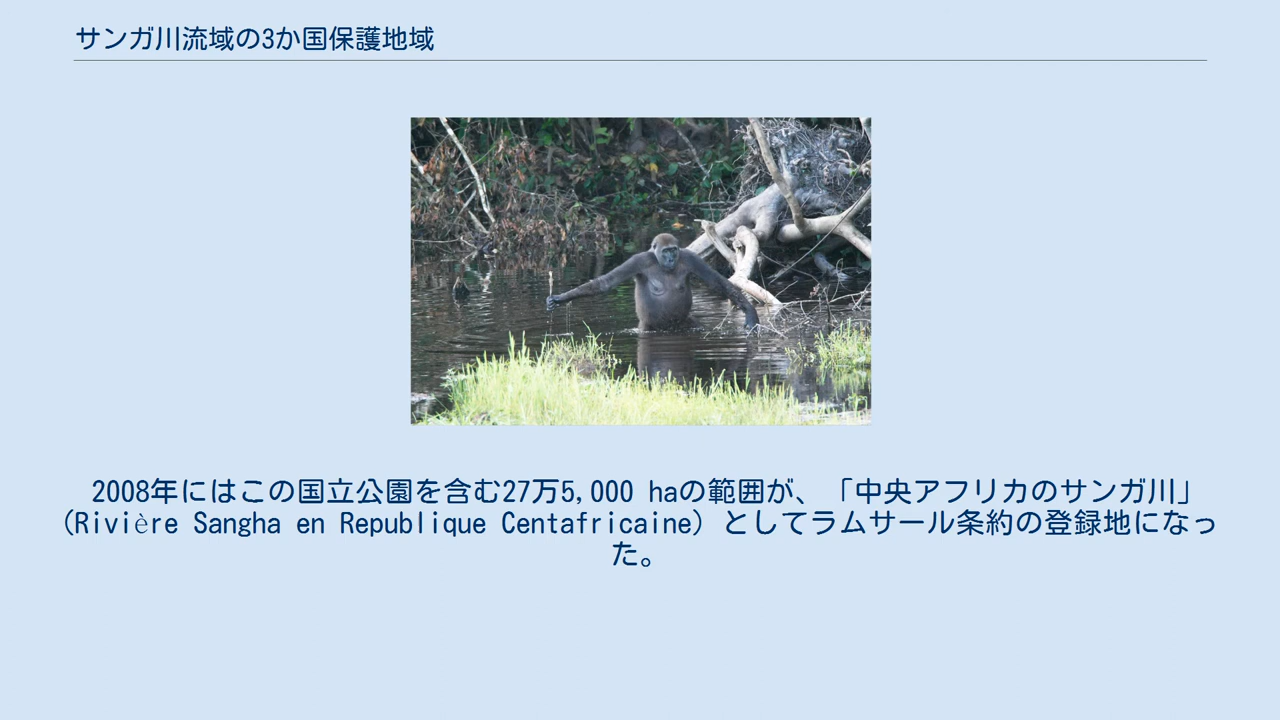 サンガ川流域の3か国保護地域
2008年にはこの国立公園を含む27万5,000 haの範囲が、「中央アフリカのサンガ川」
(Rivière Sangha en Republique Centafricaine) としてラムサール条約の登録地になっ
た。